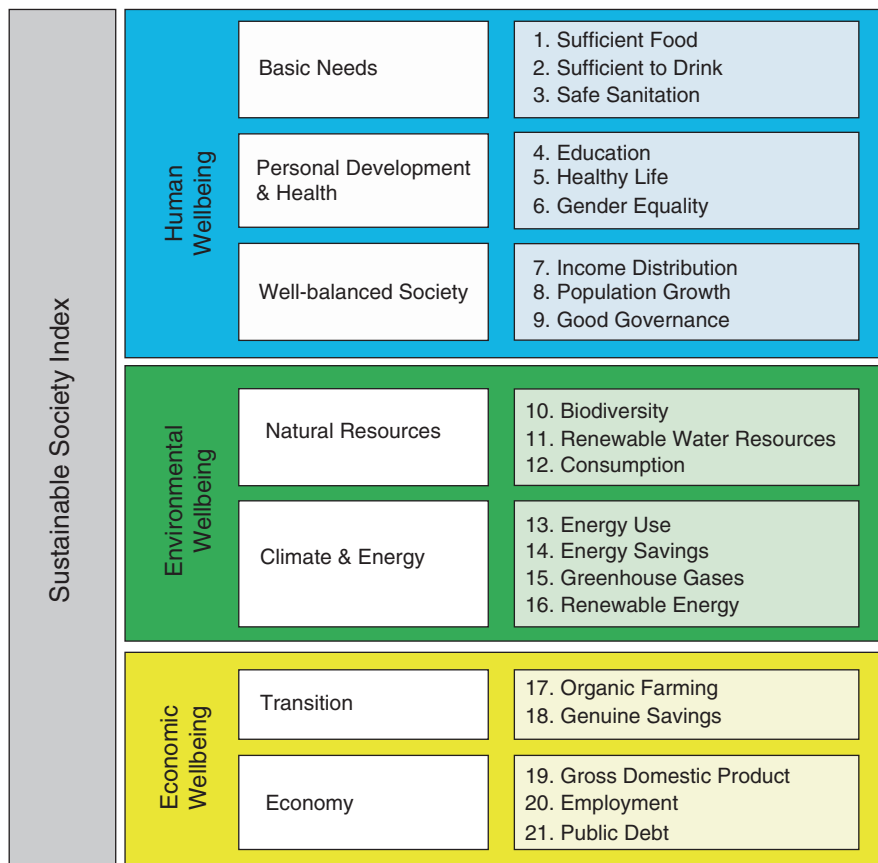 Sustainable Society Index
Human
Wellbeing
Basic Needs
1. Sufficient Food
2. Sufficient to Drink
3. Safe Sanitation
Personal Development
& Health
4. Education
5. Healthy Life
6. Gender Equality
Well-balanced Society
7. Income Distribution
8. Population Growth
9. Good Governance
Environmental
Wellbeing
Natural Resources
10. Biodiversity
11. Renewable Water Resources
12. Consumption
Climate & Energy
13. Energy Use
14. Energy Savings
15. Greenhouse Gases
16. Renewable Energy
Economic
Wellbeing
Transition
17. Organic Farming
18. Genuine Savings
Economy
19. Gross Domestic Product
20. Employment
21. Public Debt